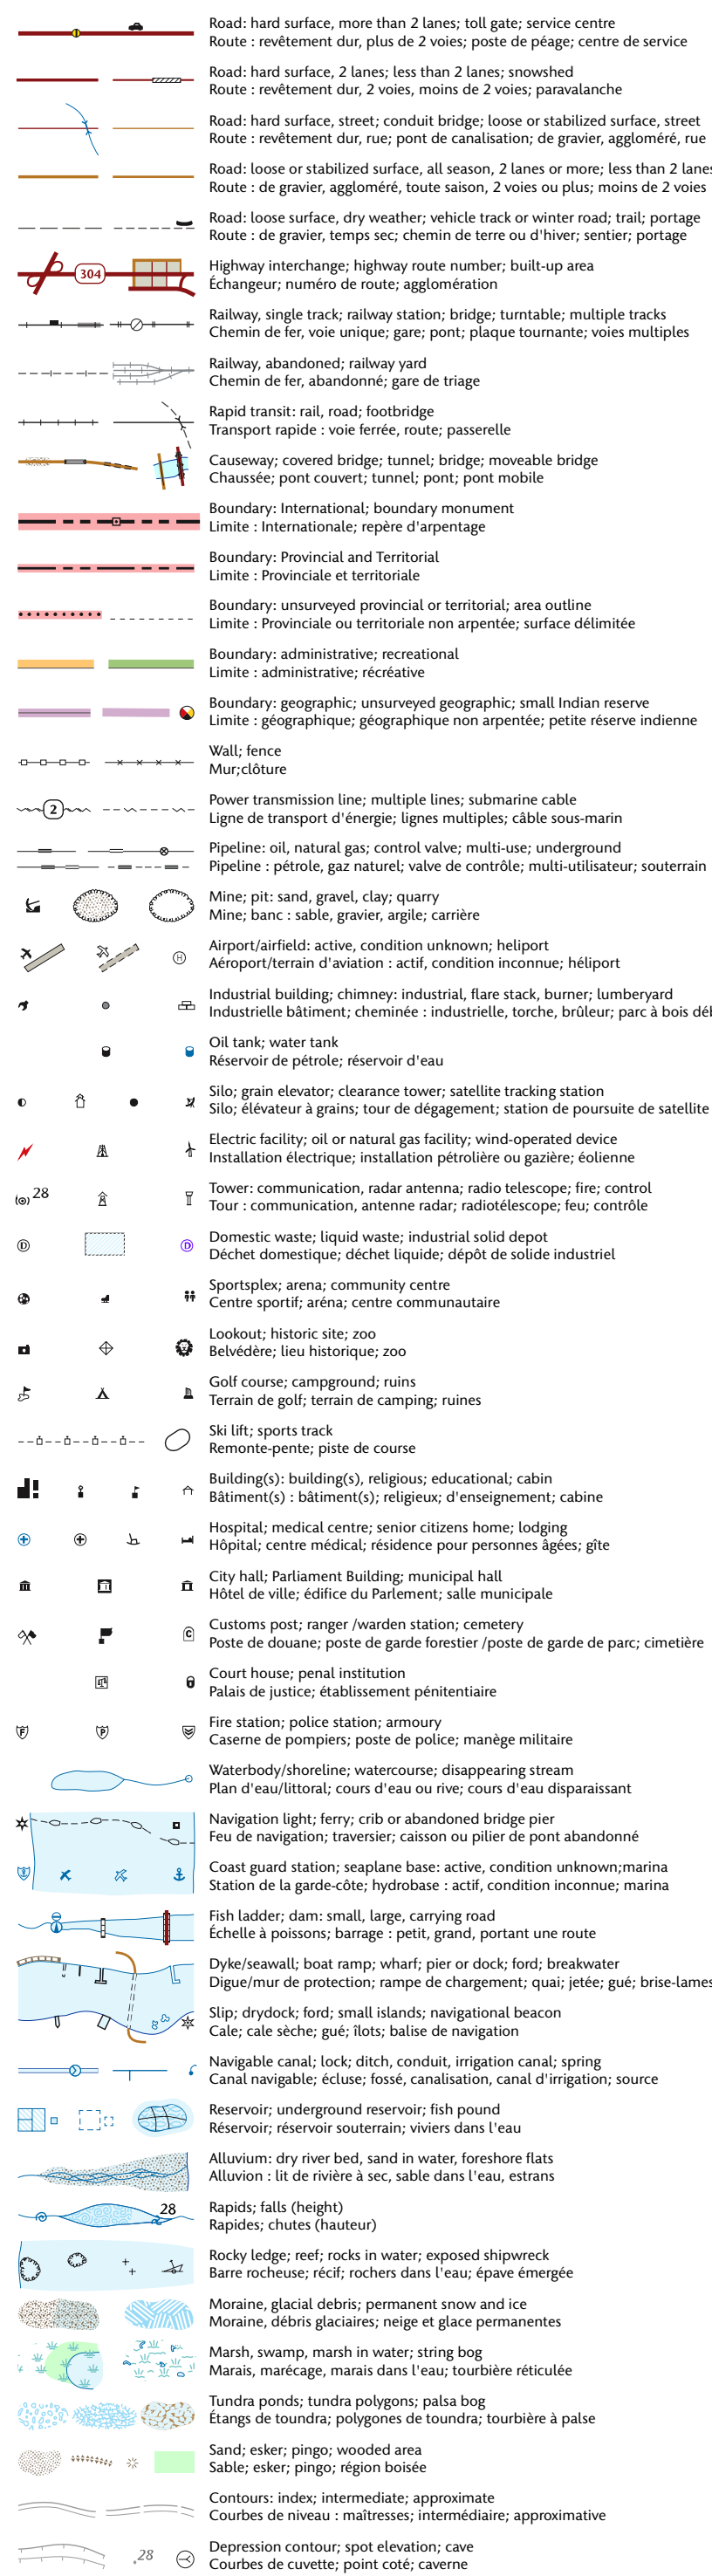 Road: hard surface, more than 2 lanes; toll gate; service centre
Route : revêtement dur, plus de 2 voies; poste de péage; centre de service
Road: hard surface, 2 lanes; less than 2 lanes; snowshed
Route : revêtement dur, 2 voies, moins de 2 voies; paravalanche
Road: hard surface, street; conduit bridge; loose or stabilized surface, street
Route : revêtement dur, rue; pont de canalisation; de gravier, aggloméré, rue
Road: loose or stabilized surface, all season, 2 lanes or more; less than 2 lanes
Route : de gravier, aggloméré, toute saison, 2 voies ou plus; moins de 2 voies
Road: loose surface, dry weather; vehicle track or winter road; trail; portage
Route : de gravier, temps sec; chemin de terre ou d'hiver; sentier; portage
304
Highway interchange; highway route number; built-up area
Échangeur; numéro de route; agglomération
Railway, single track; railway station; bridge; turntable; multiple tracks
Chemin de fer, voie unique; gare; pont; plaque tournante; voies multiples
Railway, abandoned; railway yard
Chemin de fer, abandonné; gare de triage
Rapid transit: rail, road; footbridge
Transport rapide : voie ferrée, route; passerelle
Causeway; covered bridge; tunnel; bridge; moveable bridge
Chaussée; pont couvert; tunnel; pont; pont mobile
Boundary: International; boundary monument
Limite : Internationale; repère d'arpentage
Boundary: Provincial and Territorial
Limite : Provinciale et territoriale
Boundary: unsurveyed provincial or territorial; area outline
Limite : Provinciale ou territoriale non arpentée; surface délimitée
Boundary: administrative; recreational
Limite : administrative; récréative
Boundary: geographic; unsurveyed geographic; small Indian reserve
Limite : géographique; géographique non arpentée; petite réserve indienne
Wall; fence
Mur;clôture
2
Power transmission line; multiple lines; submarine cable
Ligne de transport d'énergie; lignes multiples; câble sous-marin
Pipeline: oil, natural gas; control valve; multi-use; underground
Pipeline : pétrole, gaz naturel; valve de contrôle; multi-utilisateur; souterrain
Mine; pit: sand, gravel, clay; quarry
Mine; banc : sable, gravier, argile; carrière
H
Airport/airfield: active, condition unknown; heliport
Aéroport/terrain d'aviation : actif, condition inconnue; héliport
Industrial building; chimney: industrial, flare stack, burner; lumberyard
Industrielle bâtiment; cheminée : industrielle, torche, brûleur; parc à bois
Oil tank; water tank
Réservoir de pétrole; réservoir d'eau
Silo; grain elevator; clearance tower; satellite tracking station
Silo; élévateur à grains; tour de dégagement; station de poursuite de satellite
Electric facility; oil or natural gas facility; wind-operated device
Installation électrique; installation pétrolière ou gazière; éolienne
28
Tower: communication, radar antenna; radio telescope; fire; control
Tour : communication, antenne radar; radiotélescope; feu; contrôle
D D
Domestic waste; liquid waste; industrial solid depot
Déchet domestique; déchet liquide; dépôt de solide industriel
Sportsplex; arena; community centre
Centre sportif; aréna; centre communautaire
Lookout; historic site; zoo
Belvédère; lieu historique; zoo
Golf course; campground; ruins
Terrain de golf; terrain de camping; ruines
Ski lift; sports track
Remonte-pente; piste de course
Building(s): building(s), religious; educational; cabin
Bâtiment(s) : bâtiment(s); religieux; d'enseignement; cabine
Hospital; medical centre; senior citizens home; lodging
Hôpital; centre médical; résidence pour personnes âgées; gîte
City hall; Parliament Building; municipal hall
Hôtel de ville; édifice du Parlement; salle municipale
C
Customs post; ranger /warden station; cemetery
Poste de douane; poste de garde forestier /poste de garde de parc; cimetière
Court house; penal institution
Palais de justice; établissement pénitentiaire
F P
Fire station; police station; armoury
Caserne de pompiers; poste de police; manège militaire
Waterbody/shoreline; watercourse; disappearing stream
Plan d'eau/littoral; cours d'eau ou rive; cours d'eau disparaissant
Navigation light; ferry; crib or abandoned bridge pier
Feu de navigation; traversier; caisson ou pilier de pont abandonné
Coast guard station; seaplane base: active, condition unknown;marina
Station de la garde-côte; hydrobase : actif, condition inconnue; marina
Fish ladder; dam: small, large, carrying road
Échelle à poissons; barrage : petit, grand, portant une route
Dyke/seawall; boat ramp; wharf; pier or dock; ford; breakwater
Digue/mur de protection; rampe de chargement; quai; jetée; gué; brise-lames
Slip; drydock; ford; small islands; navigational beacon
Cale; cale sèche; gué; îlots; balise de navigation
Navigable canal; lock; ditch, conduit, irrigation canal; spring
Canal navigable; écluse; fossé, canalisation, canal d'irrigation; source
Reservoir; underground reservoir; fish pound
Réservoir; réservoir souterrain; viviers dans l'eau
Alluvium: dry river bed, sand in water, foreshore flats
Alluvion : lit de rivière à sec, sable dans l'eau, estrans
28
Rapids; falls (height)
Rapides; chutes (hauteur)
Rocky ledge; reef; rocks in water; exposed shipwreck
Barre rocheuse; récif; rochers dans l'eau; épave émergée
Moraine, glacial debris; permanent snow and ice
Moraine, débris glaciaires; neige et glace permanentes
Marsh, swamp, marsh in water; string bog
Marais, marécage, marais dans l'eau; tourbière réticulée
Tundra ponds; tundra polygons; palsa bog
Étangs de toundra; polygones de toundra; tourbière à palse
Sand; esker; pingo; wooded area
Sable; esker; pingo; région boisée
Contours: index; intermediate; approximate
Courbes de niveau : maîtresses; intermédiaire; approximative
.28
Depression contour; spot elevation; cave
Courbes de cuvette; point coté; caverne